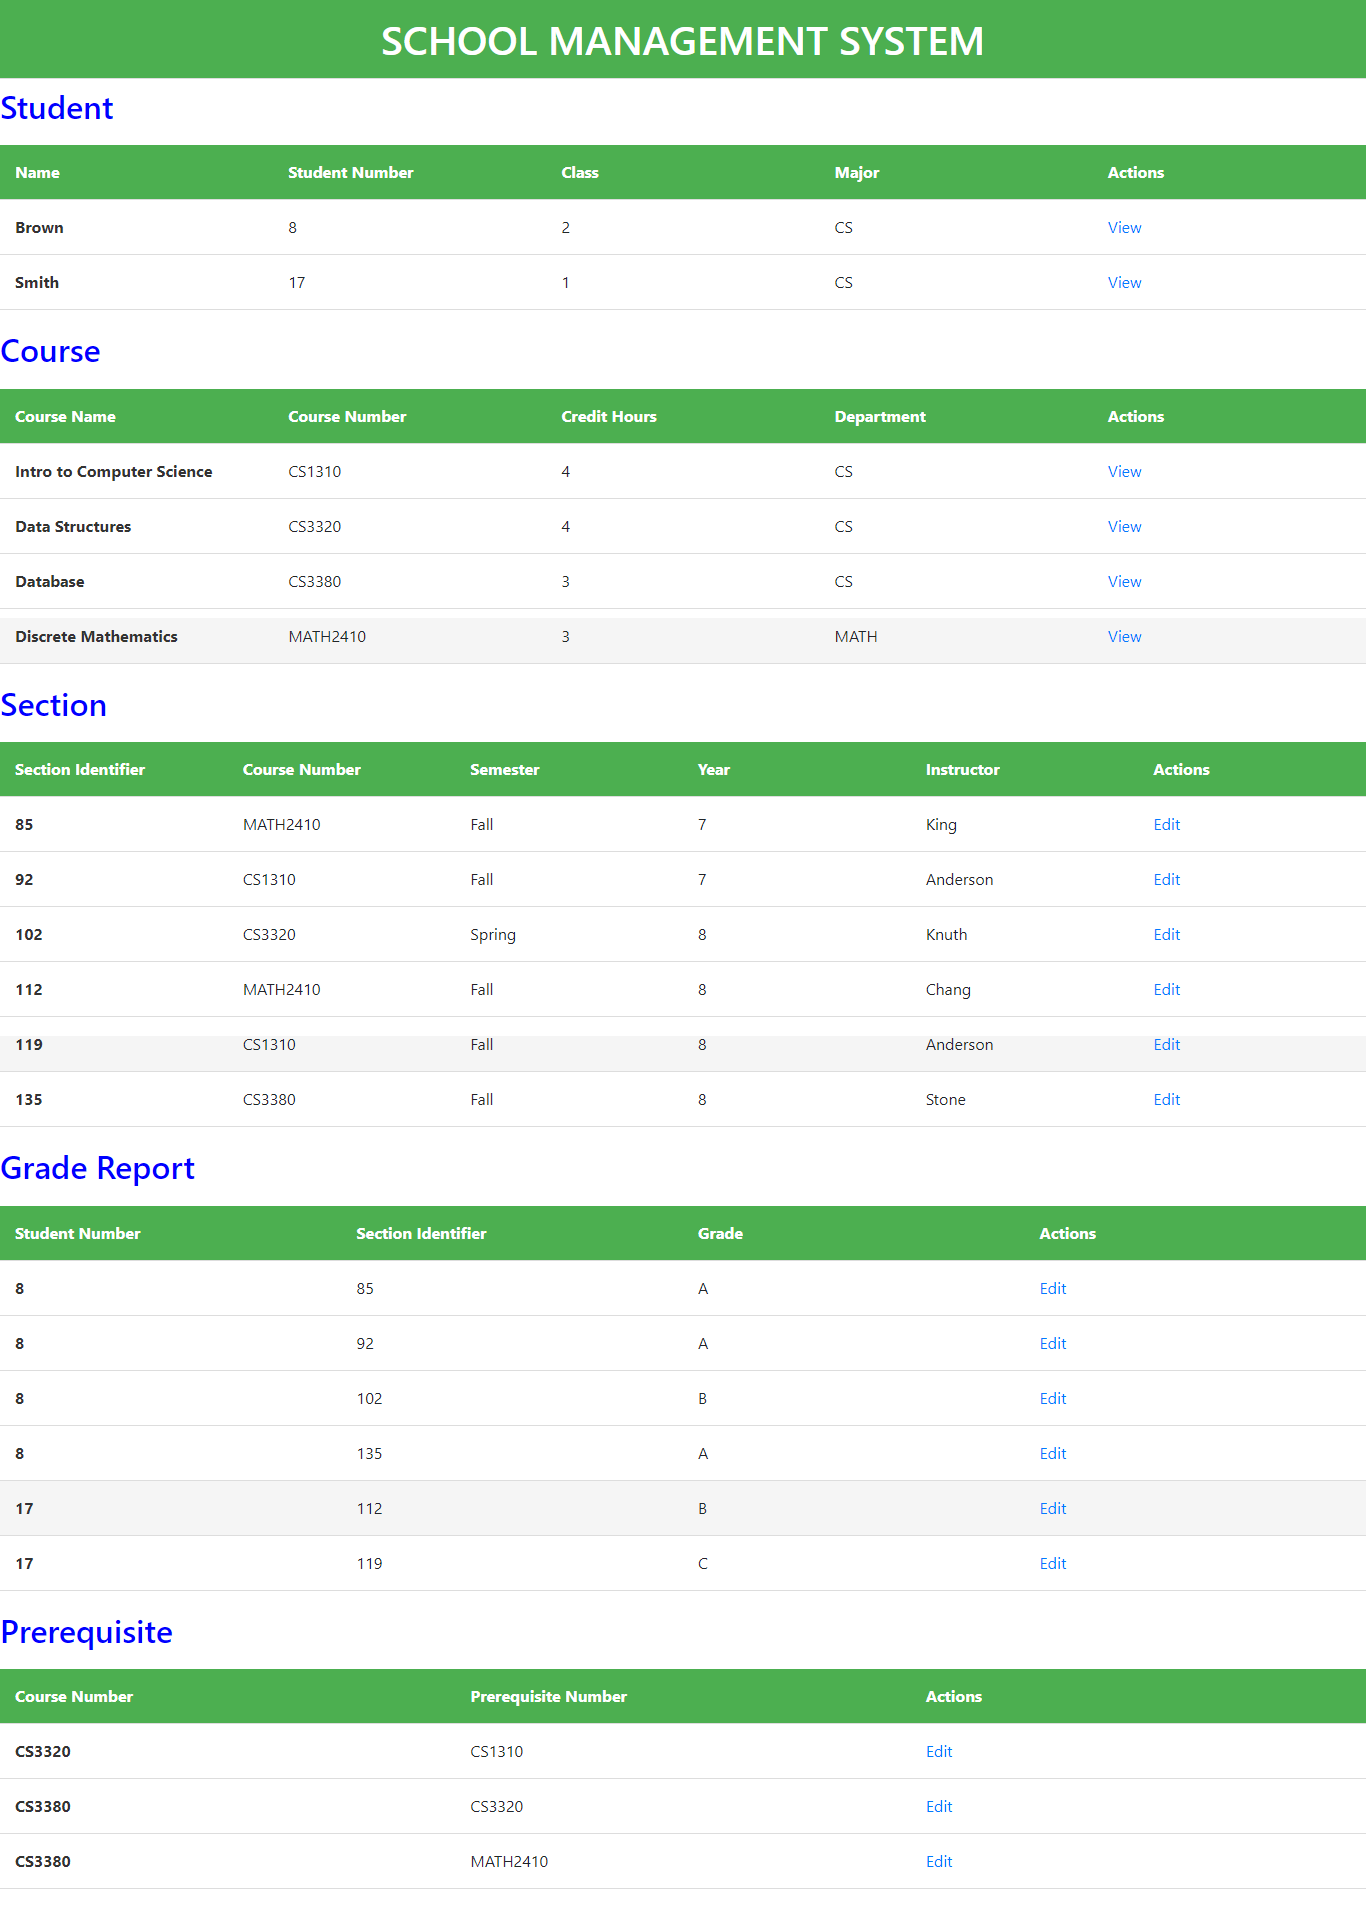 SCHOOL MANAGEMENT SYSTEM
Student
Name Student Number Class Major Actions
Brown 8 2 CS View
Smith 17 1 CS View
Course
Course Name Course Number Credit Hours Department Actions
Intro to Computer Science CS1310 4 CS View
Data Structures CS3320 4 CS View
Database CS3380 3 CS View
Discrete Mathematics MATH2410 3 MATH View
Section
Section Identifier Course Number Semester Year Instructor Actions
85 MATH2410 Fall 7 King Edit
92 CS1310 Fall 7 Anderson Edit
102 CS3320 Spring 8 Knuth Edit
112 MATH2410 Fall 8 Chang Edit
119 CS1310 Fall 8 Anderson Edit
135 CS3380 Fall 8 Stone Edit
Grade Report
Student Number Section Identifier Grade Actions
8 85 A Edit
8 92 A Edit
8 102 B Edit
8 135 A Edit
17 112 B Edit
17 119 C Edit
Prerequisite
Course Number Prerequisite Number Actions
CS3320 CS1310 Edit
CS3380 CS3320 Edit
CS3380 MATH2410 Edit